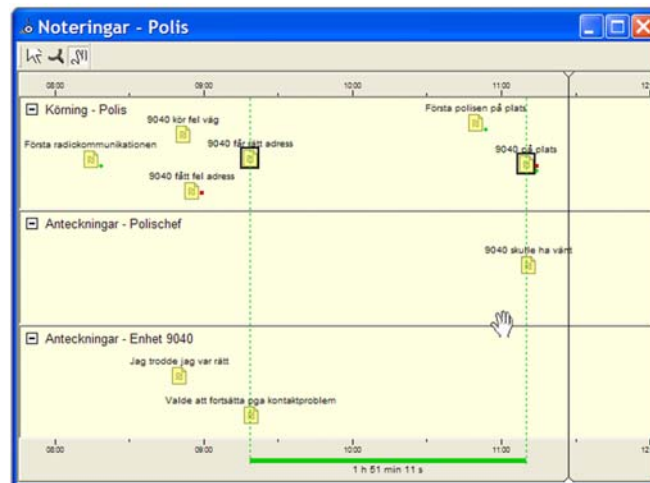 Noteringar - Polis
08:00 09:00 10:00 11:00 12
Körning - Polis
Första polisen på plats
9040 kör fel väg
Första radiokommunikationen
9040 får rätt adress
9040 på plats
9040 fått fel adress
Anteckningar - Polischef
9040 skulle ha vänt
Anteckningar - Enhet 9040
Jag trodde jag var rätt
Valde att fortsätta pga kontaktproblem
08:00 09:00 10:00 11:00 12
1 h 51 min 11 s